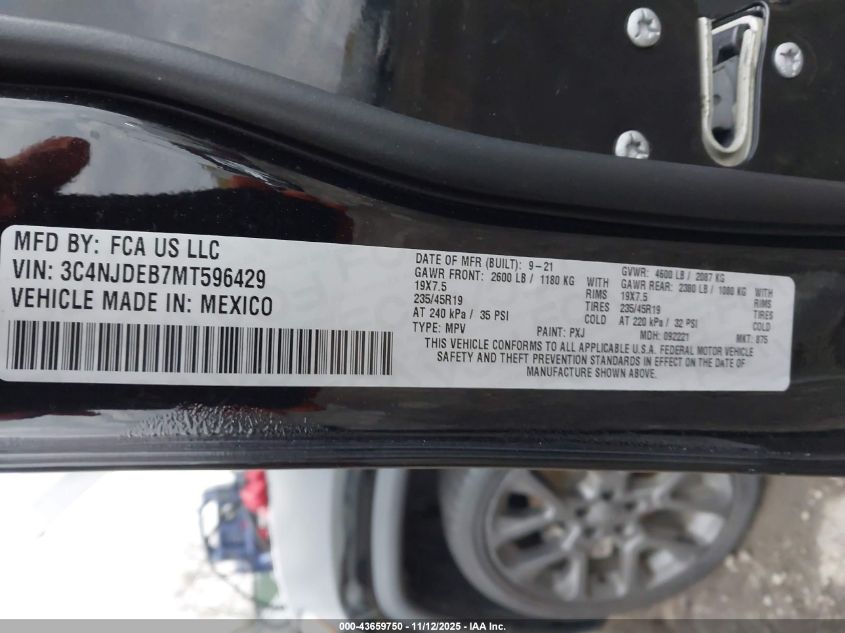 MFD BY: FCA US LLC
VIN: 3C4NJDEB7MT596429
VEHICLE MADE IN: MEXICO
DATE OF MFR (BUILT): 9-21 GVWR: 4600 LB / 2087 KG
GAWR FRONT: 2600 LB / 1180 KG WITH GAWR REAR: 2380 LB / 1080 KG WITH
19X7.5 RIMS 19X7.5 RIMS
235/45R19 TIRES 235/45R19 TIRES
AT 240 kPa / 35 PSI COLD AT 220 kPa / 32 PSI COLD
TYPE: MPV PAINT: PXJ MDH: 092221 MKT: 875
THIS VEHICLE CONFORMS TO ALL APPLICABLE U.S.A. FEDERAL MOTOR VEHICLE
SAFETY AND THEFT PREVENTION STANDARDS IN EFFECT ON THE DATE OF
MANUFACTURE SHOWN ABOVE.
000-43659750 - 11/12/2025 - IAA Inc.